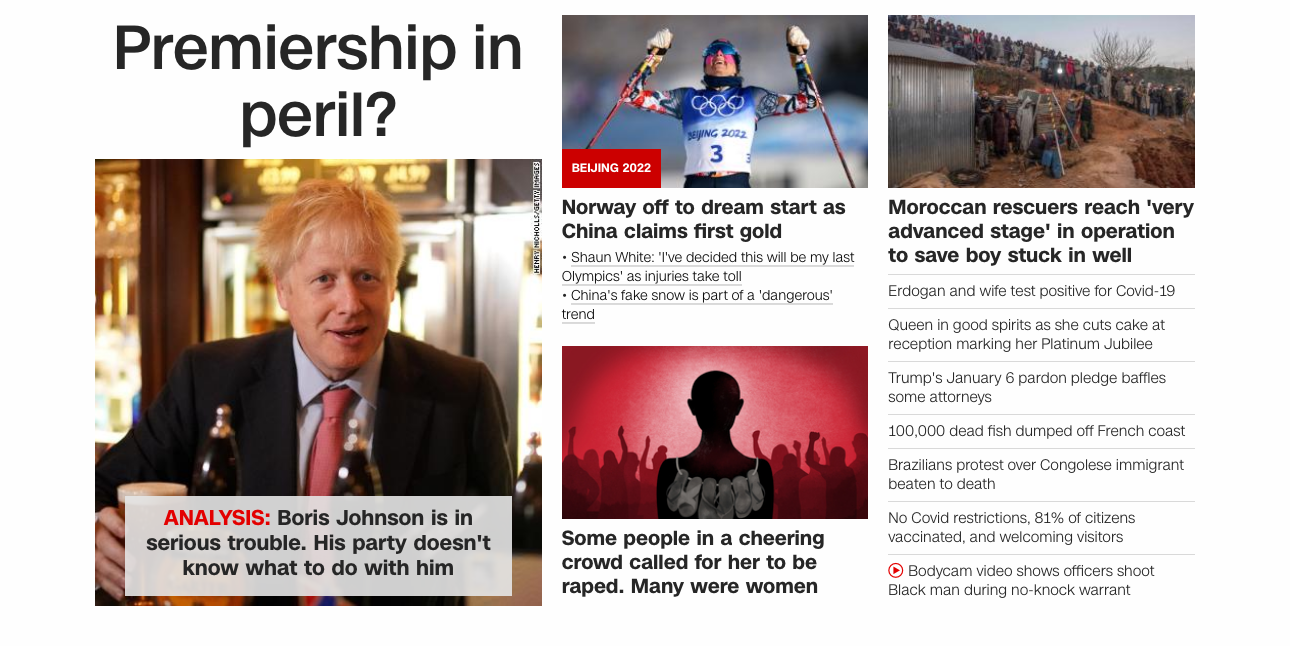 Premiership in
peril?
HENRY NICHOLLS/GETTY IMAGES
ANALYSIS: Boris Johnson is in
serious trouble. His party doesn't
know what to do with him
BEIJING 2022
3
BEIJING 2022
Norway off to dream start as
China claims first gold
• Shaun White: 'I've decided this will be my last
Olympics' as injuries take toll
• China's fake snow is part of a 'dangerous'
trend
Some people in a cheering
crowd called for her to be
raped. Many were women
Moroccan rescuers reach 'very
advanced stage' in operation
to save boy stuck in well
Erdogan and wife test positive for Covid-19
Queen in good spirits as she cuts cake at
reception marking her Platinum Jubilee
Trump's January 6 pardon pledge baffles
some attorneys
100,000 dead fish dumped off French coast
Brazilians protest over Congolese immigrant
beaten to death
No Covid restrictions, 81% of citizens
vaccinated, and welcoming visitors
Bodycam video shows officers shoot
Black man during no-knock warrant